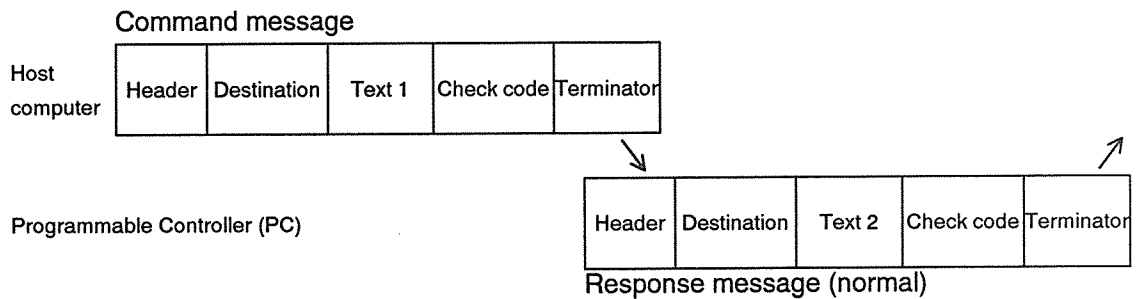 Command message
Host
computer
Header Destination Text 1 Check code Terminator
Programmable Controller (PC)
Header Destination Text 2 Check code Terminator
Response message (normal)